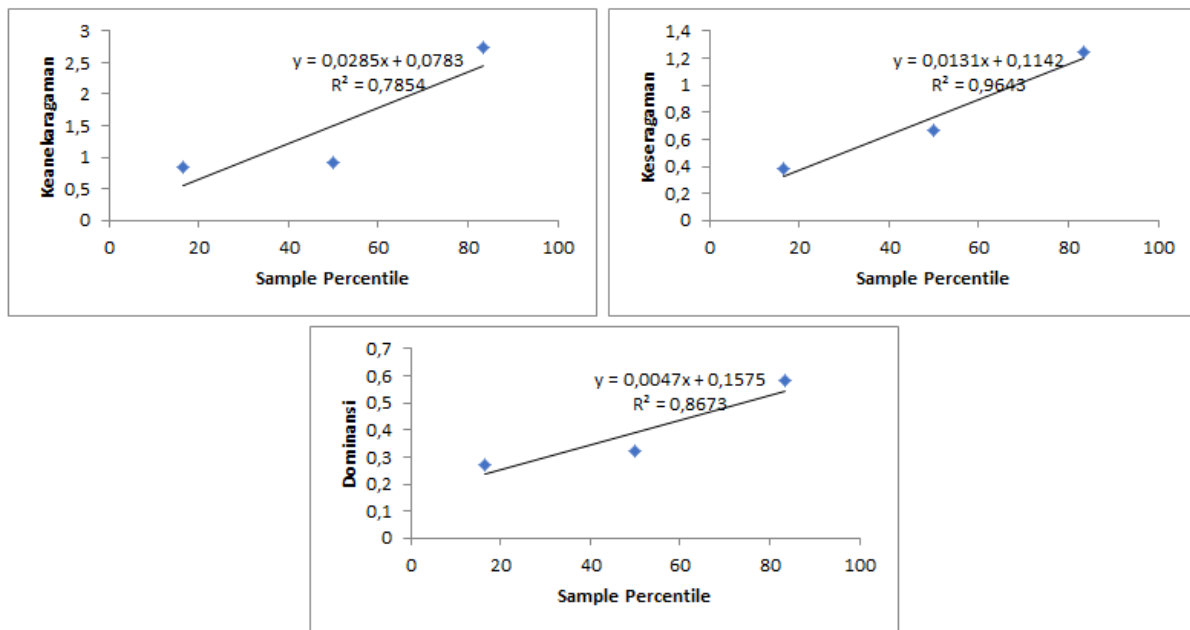 Keanekaragaman
3
2,5
2
1,5
1
0,5
0
y = 0,0285x + 0,0783
R² = 0,7854
0 20 40 60 80 100
Sample Percentile
Keseragaman
1,4
1,2
1
0,8
0,6
0,4
0,2
0
y = 0,0131x + 0,1142
R² = 0,9643
0 20 40 60 80 100
Sample Percentile
Dominansi
0,7
0,6
0,5
0,4
0,3
0,2
0,1
0
y = 0,0047x + 0,1575
R² = 0,8673
0 20 40 60 80 100
Sample Percentile